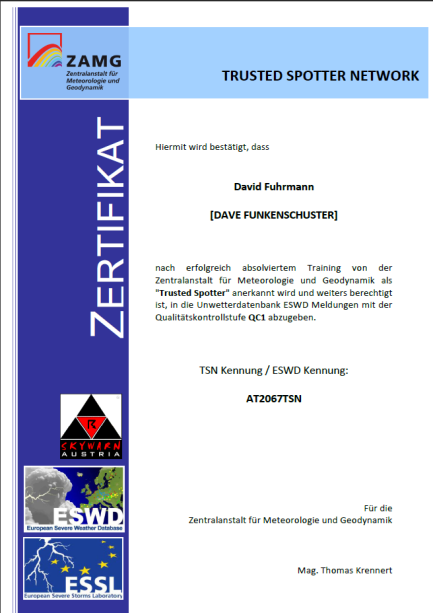 ZAMG
Zentralanstalt für
Meteorologie und
Geodynamik
TRUSTED SPOTTER NETWORK
ZERTIFIKAT
Hiermit wird bestätigt, dass
David Fuhrmann
[DAVE FUNKENSCHUSTER]
nach erfolgreich absolviertem Training von der
Zentralanstalt für Meteorologie und Geodynamik als
"Trusted Spotter" anerkannt wird und weiters berechtigt
ist, in die Unwetterdatenbank ESWD Meldungen mit der
Qualitätskontrollstufe QC1 abzugeben.
TSN Kennung / ESWD Kennung:
AT2067TSN
SKYWARN
AUSTRIA
ESWD
European Severe Weather Database
ESSL
European Severe Storms Laboratory
Für die
Zentralanstalt für Meteorologie und Geodynamik
Mag. Thomas Krennert